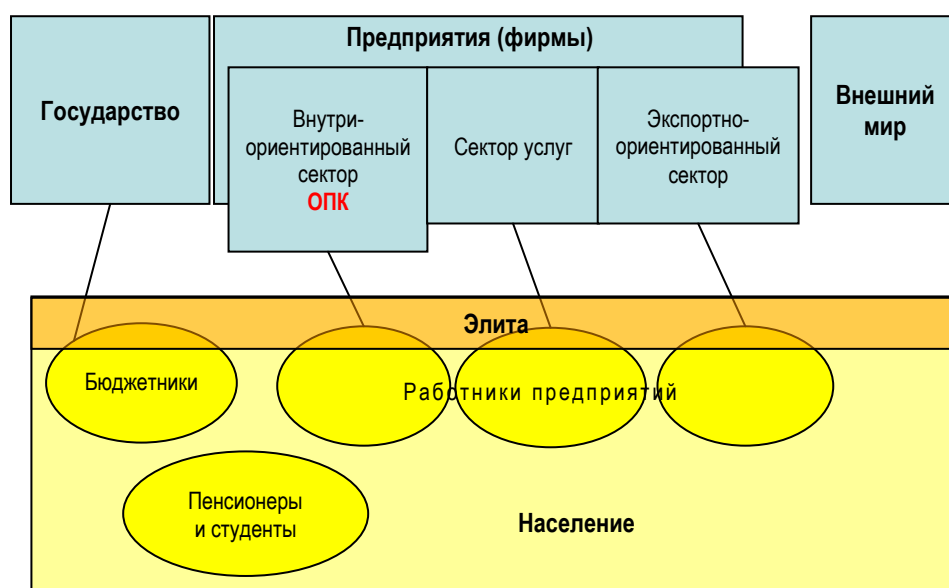 Государство
Предприятия (фирмы)
Внутри-
ориентированный
сектор
ОПК
Сектор услуг
Экспортно-
ориентированный
сектор
Внешний
мир
Элита
Бюджетники
Работники предприятий
Пенсионеры
и студенты
Население